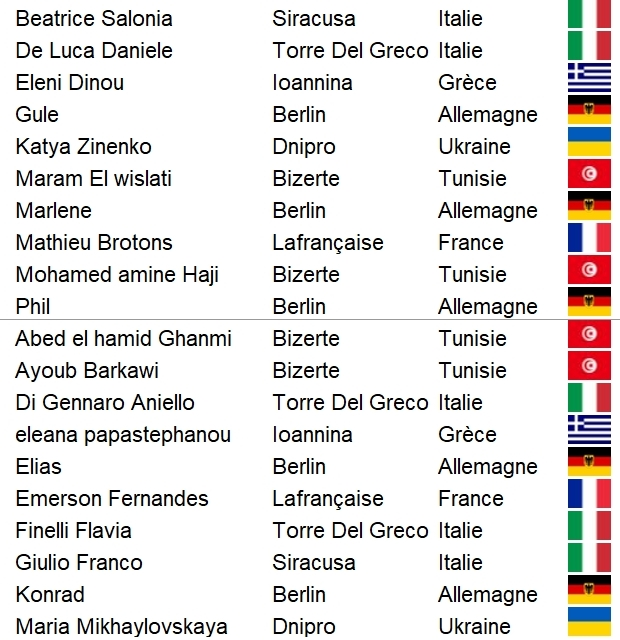 Beatrice Salonia Siracusa Italie
De Luca Daniele Torre Del Greco Italie
Eleni Dinou Ioannina Grèce
Gule Berlin Allemagne
Katya Zinenko Dnipro Ukraine
Maram El wislati Bizerte Tunisie
Marlene Berlin Allemagne
Mathieu Brotons Lafrançaise France
Mohamed amine Haji Bizerte Tunisie
Phil Berlin Allemagne
Abed el hamid Ghanmi Bizerte Tunisie
Ayoub Barkawi Bizerte Tunisie
Di Gennaro Aniello Torre Del Greco Italie
eleana papastephanou Ioannina Grèce
Elias Berlin Allemagne
Emerson Fernandes Lafrançaise France
Finelli Flavia Torre Del Greco Italie
Giulio Franco Siracusa Italie
Konrad Berlin Allemagne
Maria Mikhaylovskaya Dnipro Ukraine